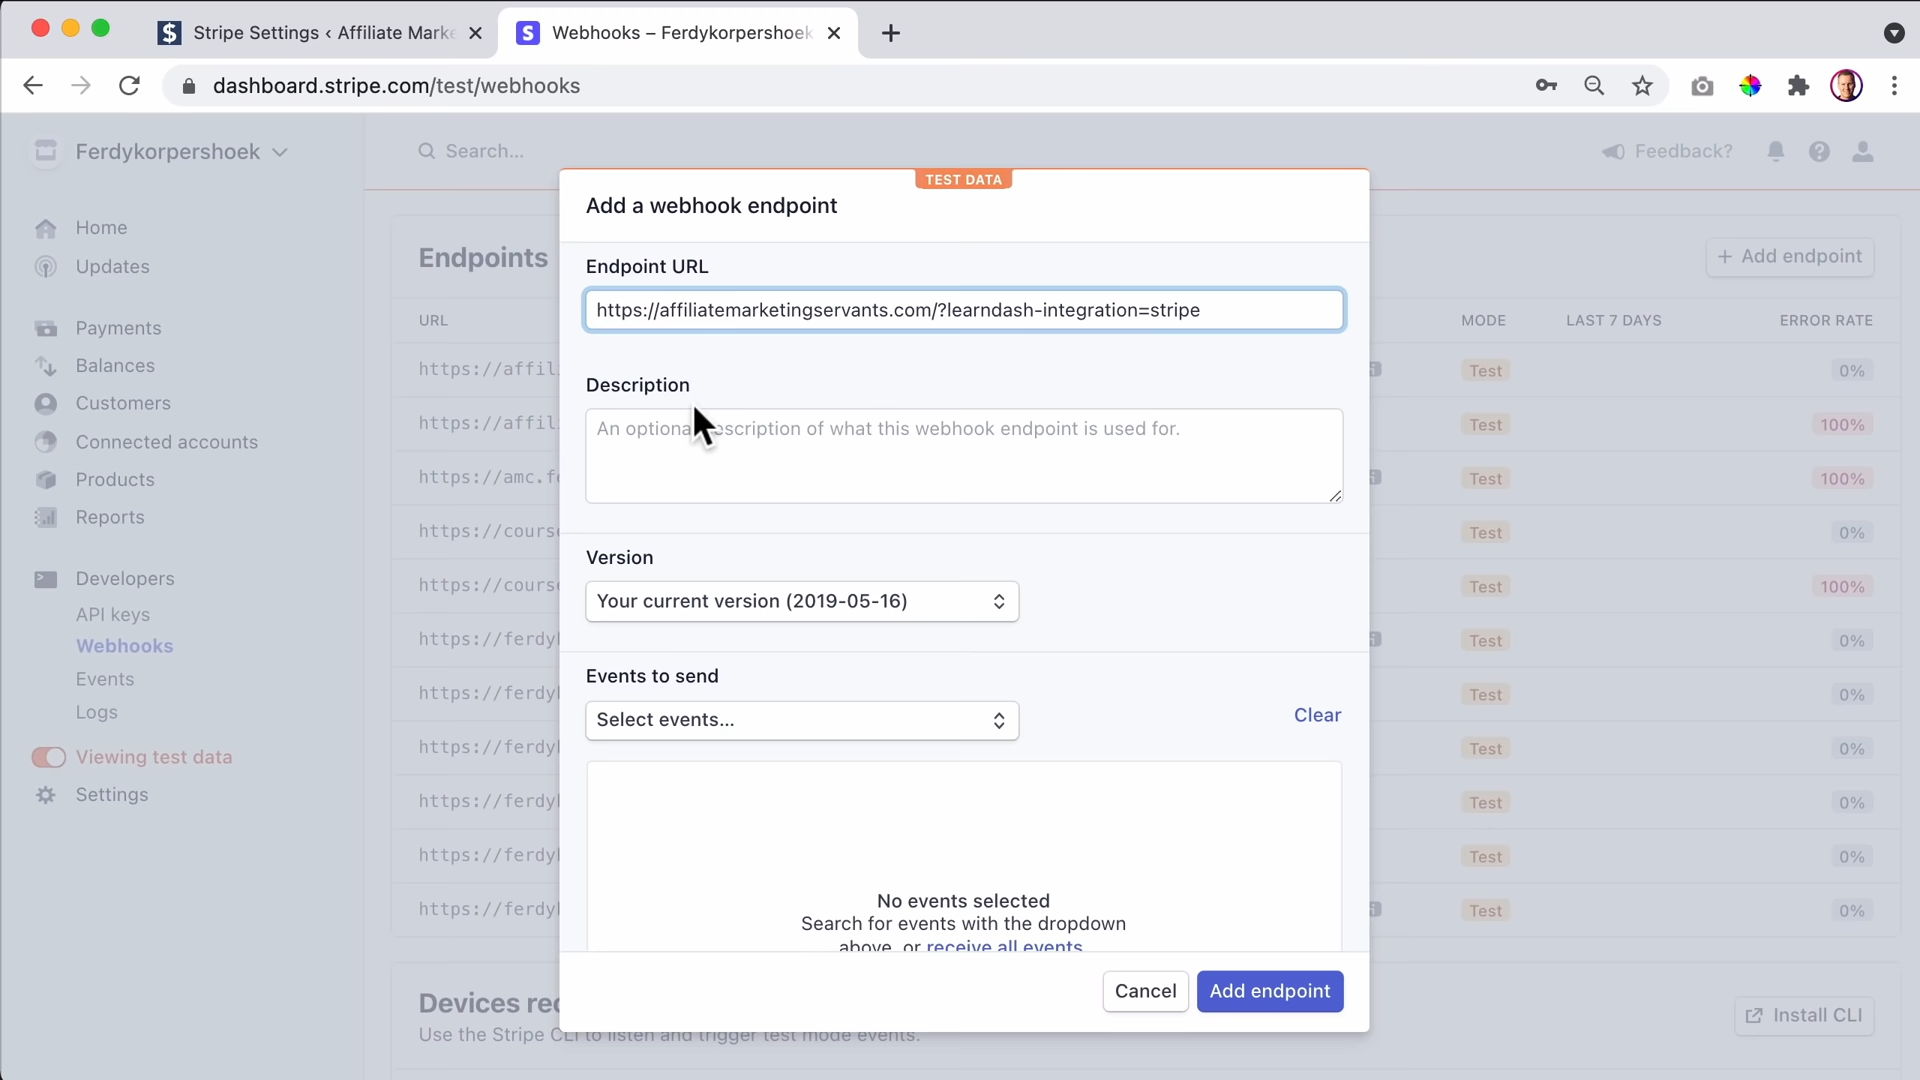 Stripe Settings ‹ Affiliate Marke
Webhooks – Ferdykorpershoek
dashboard.stripe.com/test/webhooks
Ferdykorpershoek
Search...
Feedback?
TEST DATA
Add a webhook endpoint
Home
Updates
Payments
Balances
Customers
Connected accounts
Products
Reports
Developers
API keys
Webhooks
Events
Logs
Viewing test data
Settings
Endpoints
+ Add endpoint
URL
MODE
LAST 7 DAYS
ERROR RATE
https://affil
Test
0%
https://affil
Test
100%
https://amc.f
Test
100%
https://course
Test
0%
https://course
Test
100%
https://ferdy
Test
0%
https://ferdy
Test
0%
https://ferdy
Test
0%
https://ferdy
Test
0%
https://ferdy
Test
0%
https://ferdy
Test
0%
Endpoint URL
https://affiliatemarketingservants.com/?learndash-integration=stripe
Description
An optional description of what this webhook endpoint is used for.
Version
Your current version (2019-05-16)
Events to send
Select events...
Clear
No events selected
Search for events with the dropdown
above, or receive all events
Cancel
Add endpoint
Devices rec
Use the Stripe CLI to listen and trigger test mode events.
Install CLI